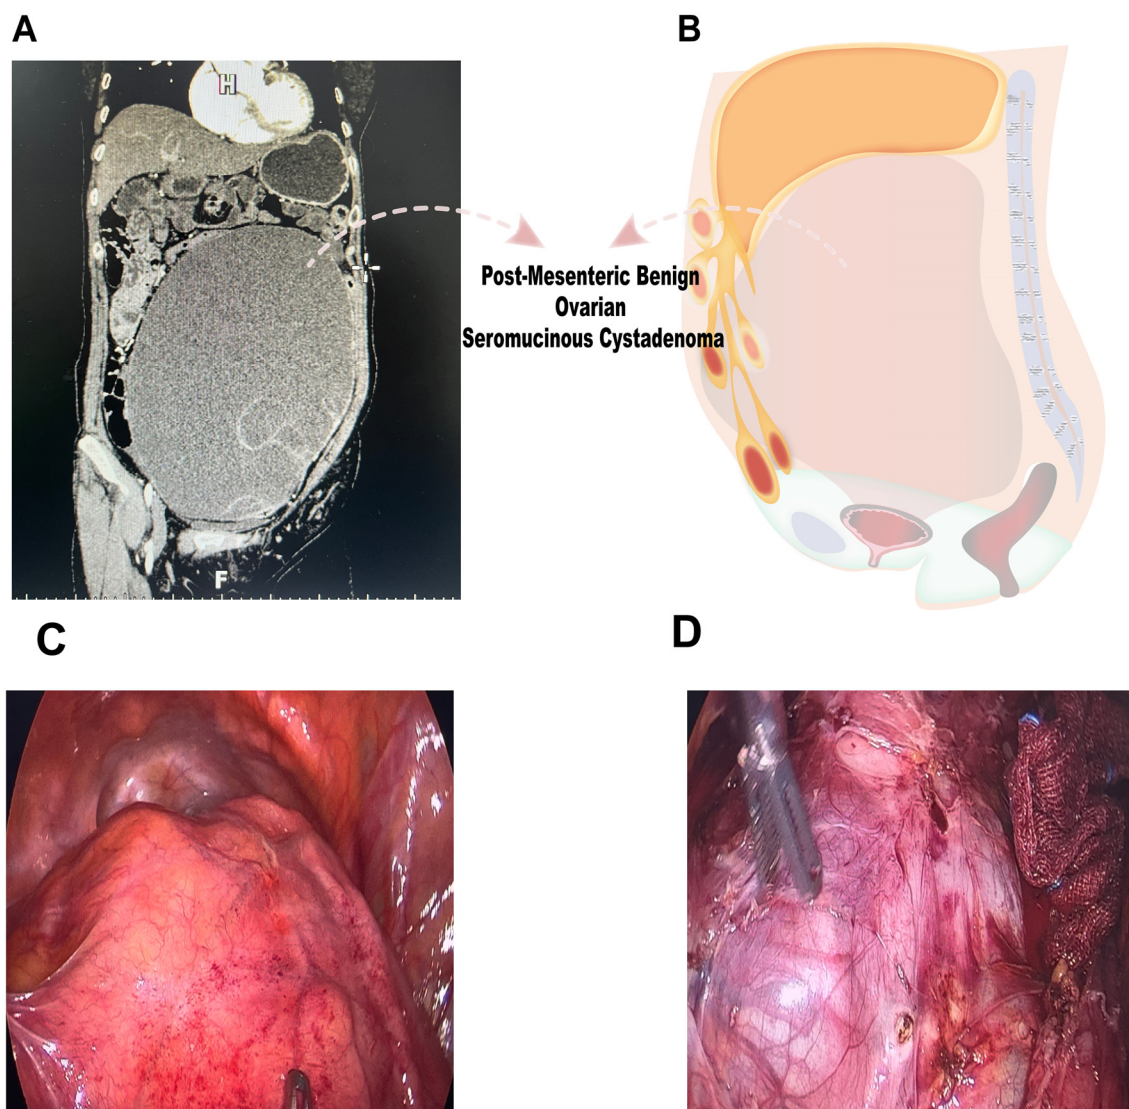 A
B
H
Post-Mesenteric Benign
Ovarian
Seromucinous Cystadenoma
F
C
D